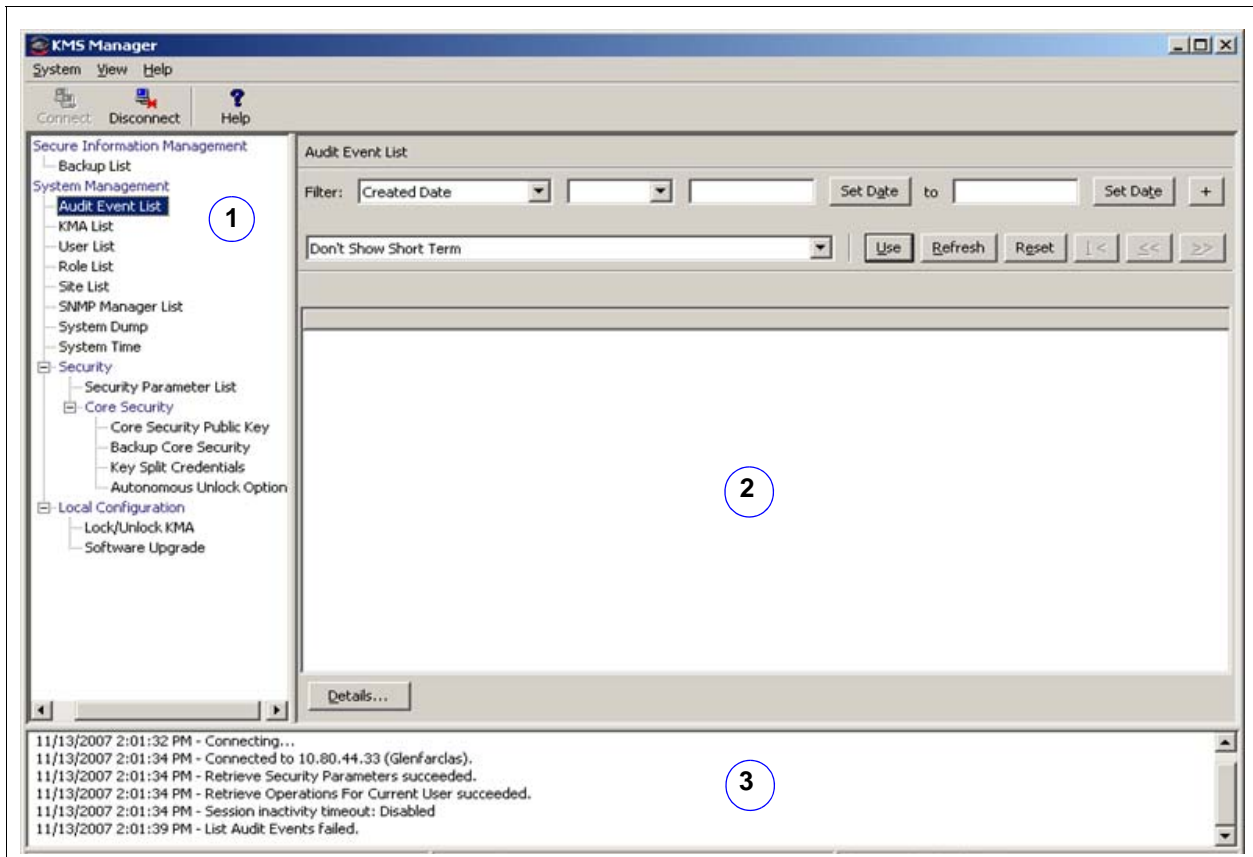 KMS Manager
System View Help
Connect Disconnect Help
Secure Information Management
Backup List
System Management
Audit Event List
KMA List
User List
Role List
Site List
SNMP Manager List
System Dump
System Time
Security
Security Parameter List
Core Security
Core Security Public Key
Backup Core Security
Key Split Credentials
Autonomous Unlock Option
Local Configuration
Lock/Unlock KMA
Software Upgrade
1
Audit Event List
Filter: Created Date Set Date to Set Date +
Don't Show Short Term Use Refresh Reset |< << >>
2
Details...
11/13/2007 2:01:32 PM - Connecting...
11/13/2007 2:01:34 PM - Connected to 10.80.44.33 (Glenfarclas).
11/13/2007 2:01:34 PM - Retrieve Security Parameters succeeded.
11/13/2007 2:01:34 PM - Retrieve Operations For Current User succeeded.
11/13/2007 2:01:34 PM - Session inactivity timeout: Disabled
11/13/2007 2:01:39 PM - List Audit Events failed.
3